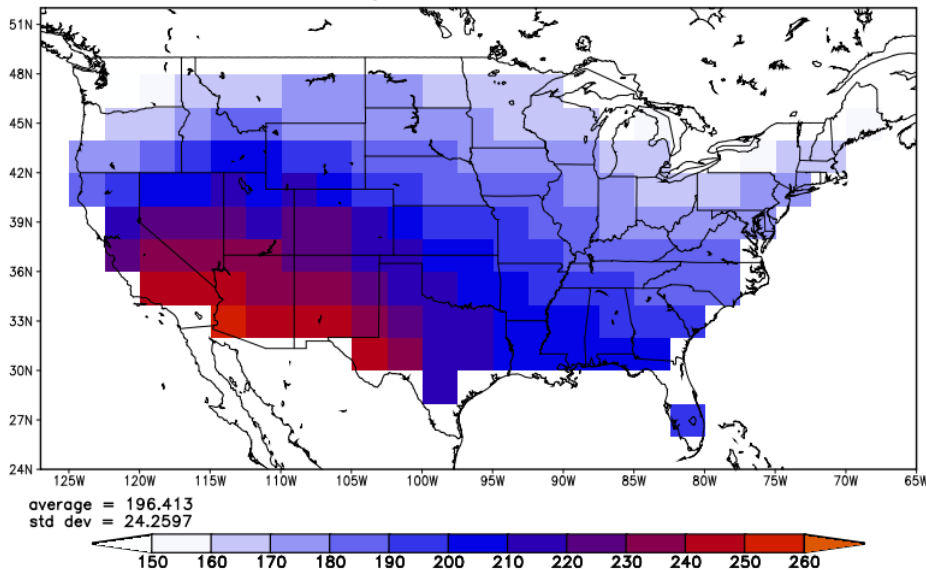 51N
48N
45N
42N
39N
36N
33N
30N
27N
24N
125W 120W 115W 110W 105W 100W 95W 90W 85W 80W 75W 70W 65W
average = 196.413
std dev = 24.2597
150 160 170 180 190 200 210 220 230 240 250 260